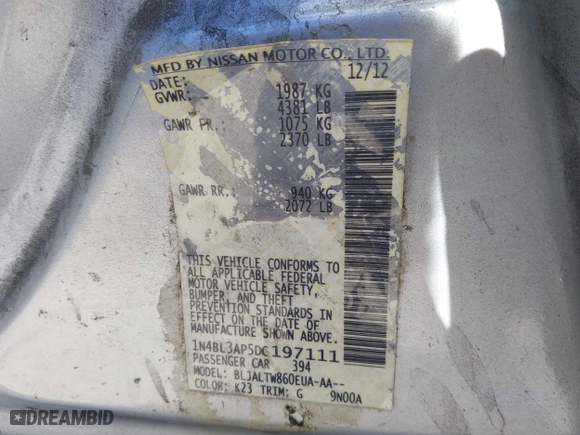 MFD BY NISSAN MOTOR CO., LTD.
DATE: 12/12
GVWR: 1987 KG
4381 LB
GAWR FR.: 1075 KG
2370 LB
GAWR RR.: 940 KG
2072 LB
THIS VEHICLE CONFORMS TO
ALL APPLICABLE FEDERAL
MOTOR VEHICLE SAFETY,
BUMPER, AND THEFT
PREVENTION STANDARDS IN
EFFECT ON THE DATE OF
MANUFACTURE SHOWN ABOVE.
1N4BL3AP5DC197111
PASSENGER CAR 394
MODEL: BLJALTW860EUA-AA--
COLOR: K23 TRIM: G 9N00A
DEALERCENTER